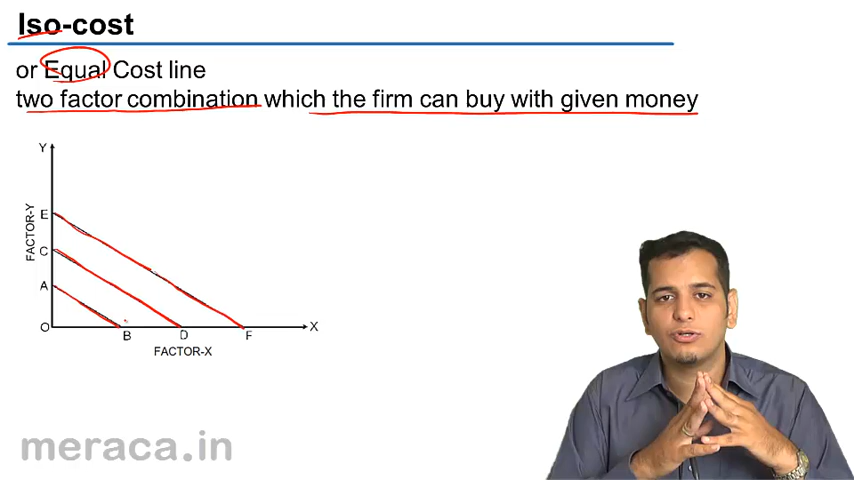 Iso-cost
or Equal Cost line
two factor combination which the firm can buy with given money
Y
E
C
A
O
FACTOR-Y
B
D
F
X
FACTOR-X
meraca.in